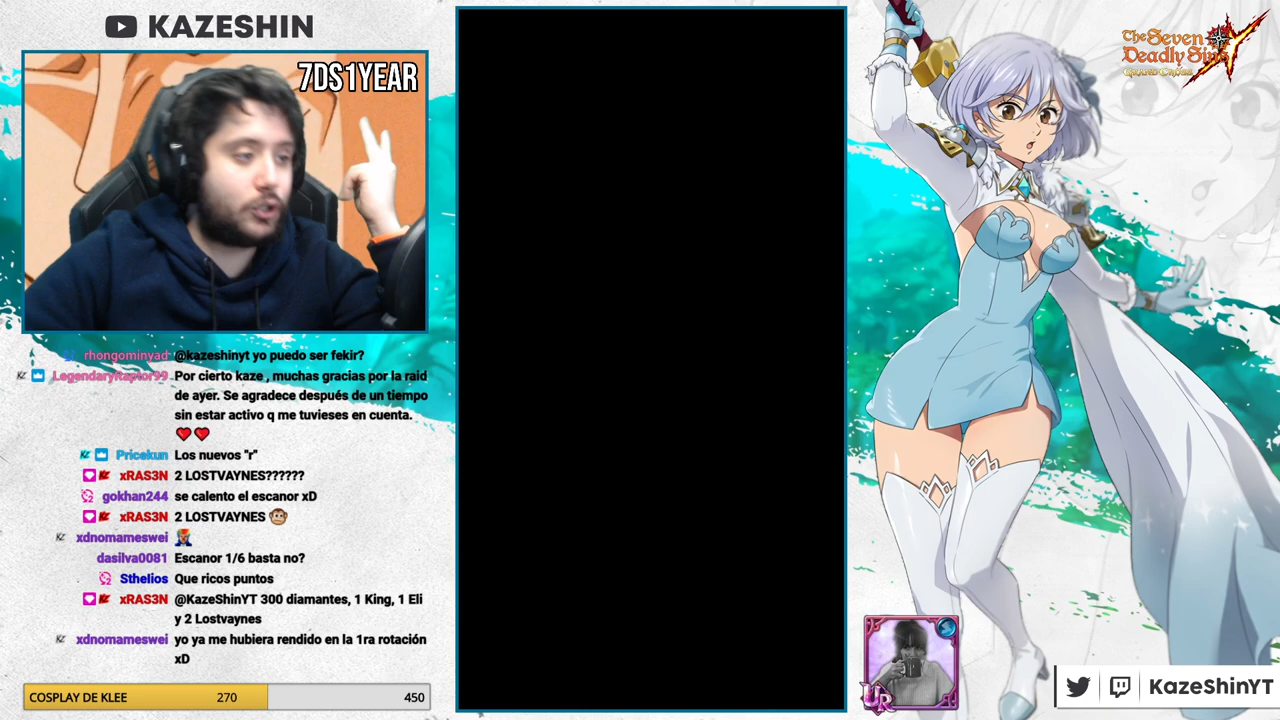 KAZESHIN
7DS1YEAR
The Seven
Deadly Sins
GRAND CROSS
rhongominyad @kazeshinyt yo puedo ser fekir?
LegendaryRaptor99 Por cierto kaze , muchas gracias por la raid
de ayer. Se agradece después de un tiempo
sin estar activo q me tuvieses en cuenta.
Pricekun Los nuevos "r"
xRAS3N 2 LOSTVAYNES??????
gokhan244 se calento el escanor xD
xRAS3N 2 LOSTVAYNES
xdnomameswei
dasilva0081 Escanor 1/6 basta no?
Sthelios Que ricos puntos
xRAS3N @KazeShinYT 300 diamantes, 1 King, 1 Eli
y 2 Lostvaynes
xdnomameswei yo ya me hubiera rendido en la 1ra rotación
xD
COSPLAY DE KLEE 270 450
UR
KazeShinYT